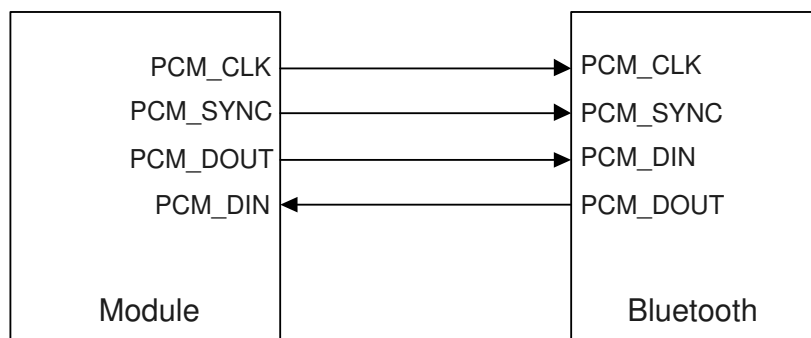 PCM_CLK
PCM_CLK
PCM_SYNC
PCM_SYNC
PCM_DOUT
PCM_DIN
PCM_DIN
PCM_DOUT
Module
Bluetooth